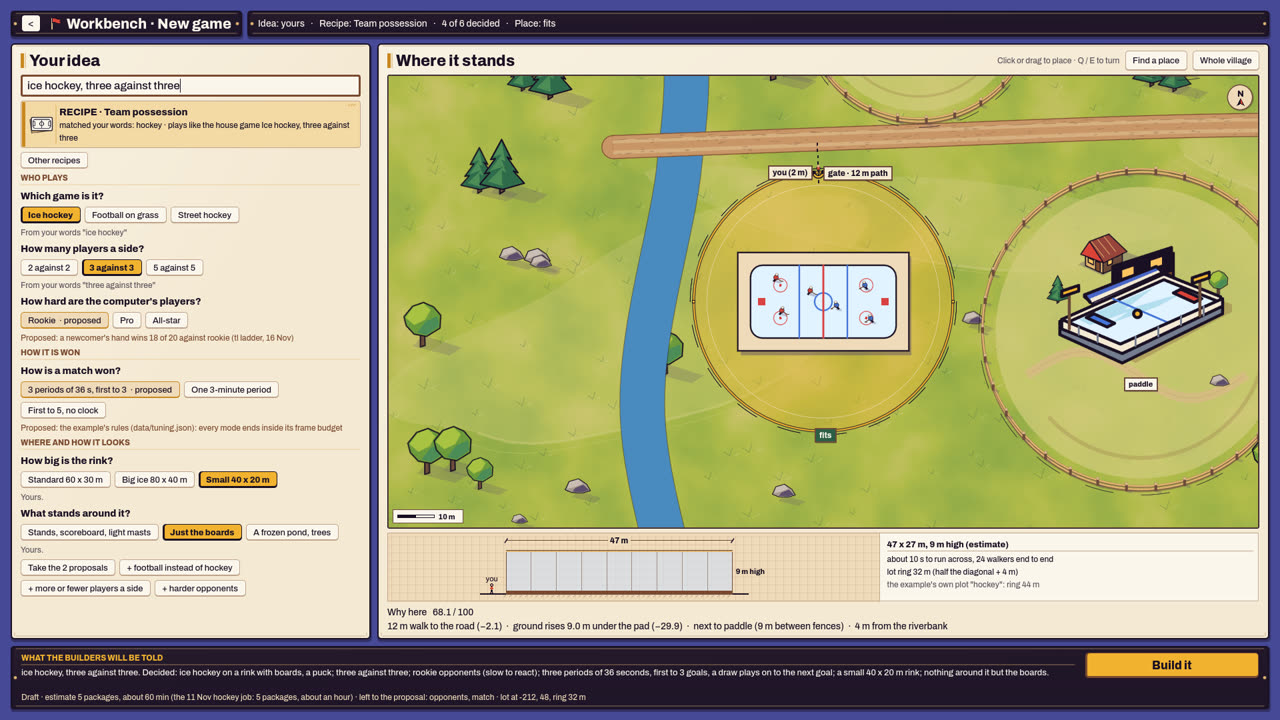 < Workbench · New game
Idea: yours · Recipe: Team possession · 4 of 6 decided · Place: fits
Your idea
ice hockey, three against three
RECIPE · Team possession
matched your words: hockey · plays like the house game Ice hockey, three against
three
Other recipes
WHO PLAYS
Which game is it?
Ice hockey Football on grass Street hockey
From your words "ice hockey"
How many players a side?
2 against 2 3 against 3 5 against 5
From your words "three against three"
How hard are the computer's players?
Rookie · proposed Pro All-star
Proposed: a newcomer's hand wins 18 of 20 against rookie (tl ladder, 16 Nov)
HOW IT IS WON
How is a match won?
3 periods of 36 s, first to 3 · proposed One 3-minute period
First to 5, no clock
Proposed: the example's rules (data/tuning.json): every mode ends inside its frame budget
WHERE AND HOW IT LOOKS
How big is the rink?
Standard 60 x 30 m Big ice 80 x 40 m Small 40 x 20 m
Yours.
What stands around it?
Stands, scoreboard, light masts Just the boards A frozen pond, trees
Yours.
Take the 2 proposals + football instead of hockey
+ more or fewer players a side + harder opponents
Where it stands
Click or drag to place · Q / E to turn Find a place Whole village
N
you (2 m) gate · 12 m path
paddle
fits
10 m
47 m
you
9 m high
47 x 27 m, 9 m high (estimate)
about 10 s to run across, 24 walkers end to end
lot ring 32 m (half the diagonal + 4 m)
the example's own plot "hockey": ring 44 m
Why here 68.1 / 100
12 m walk to the road (−2.1) · ground rises 9.0 m under the pad (−29.9) · next to paddle (9 m between fences) · 4 m from the riverbank
WHAT THE BUILDERS WILL BE TOLD
ice hockey, three against three. Decided: ice hockey on a rink with boards, a puck; three against three; rookie opponents (slow to react); three periods of 36 seconds, first to 3 goals, a draw plays on to the next goal; a small 40 x 20 m rink; nothing around it but the boards.
Build it
Draft · estimate 5 packages, about 60 min (the 11 Nov hockey job: 5 packages, about an hour) · left to the proposal: opponents, match · lot at -212, 48, ring 32 m